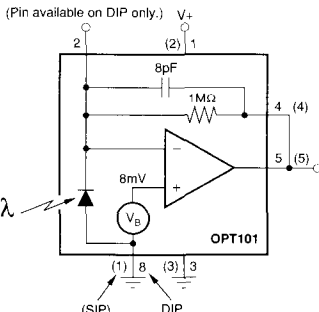 (Pin available on DIP only.) V+
2 (2) 1
8pF
1MΩ
4 (4)
8mV
5 (5)
λ
V_B
OPT101
(1) 8 (3) 3
(SIP) DIP